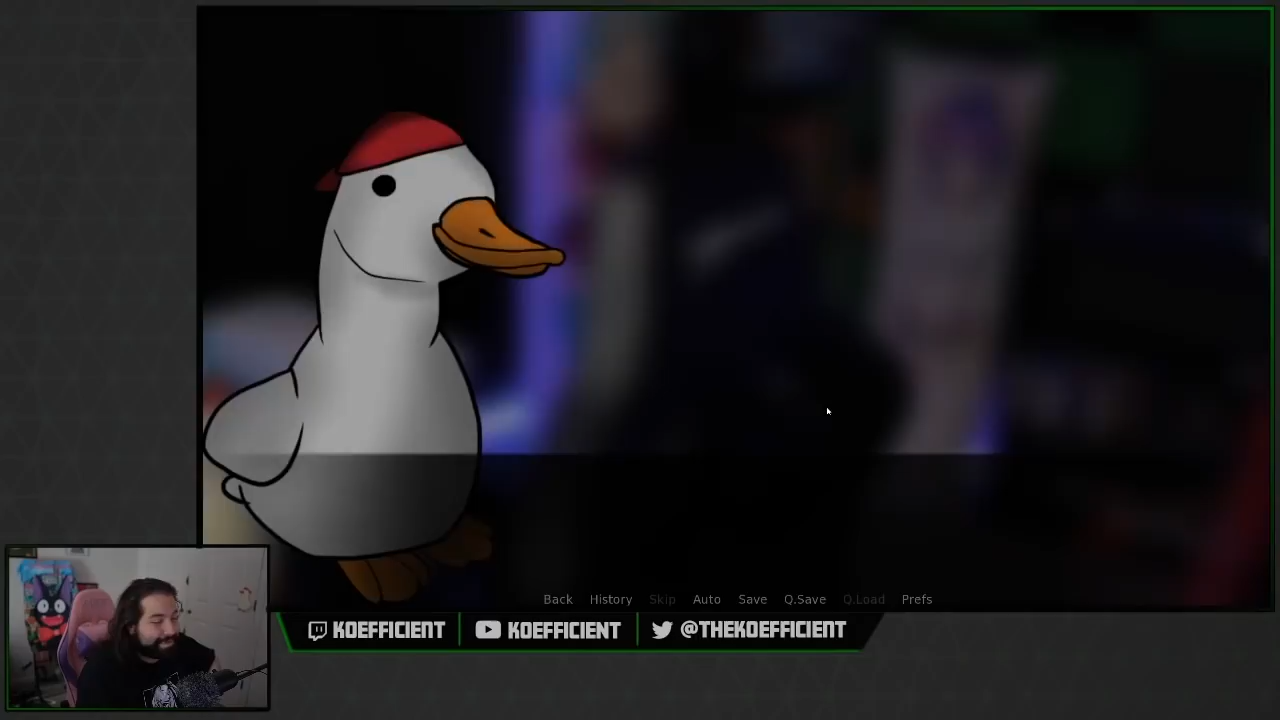 Back History Skip Auto Save Q.Save Q.Load Prefs
KOEFFICIENT KOEFFICIENT @THEKOEFFICIENT